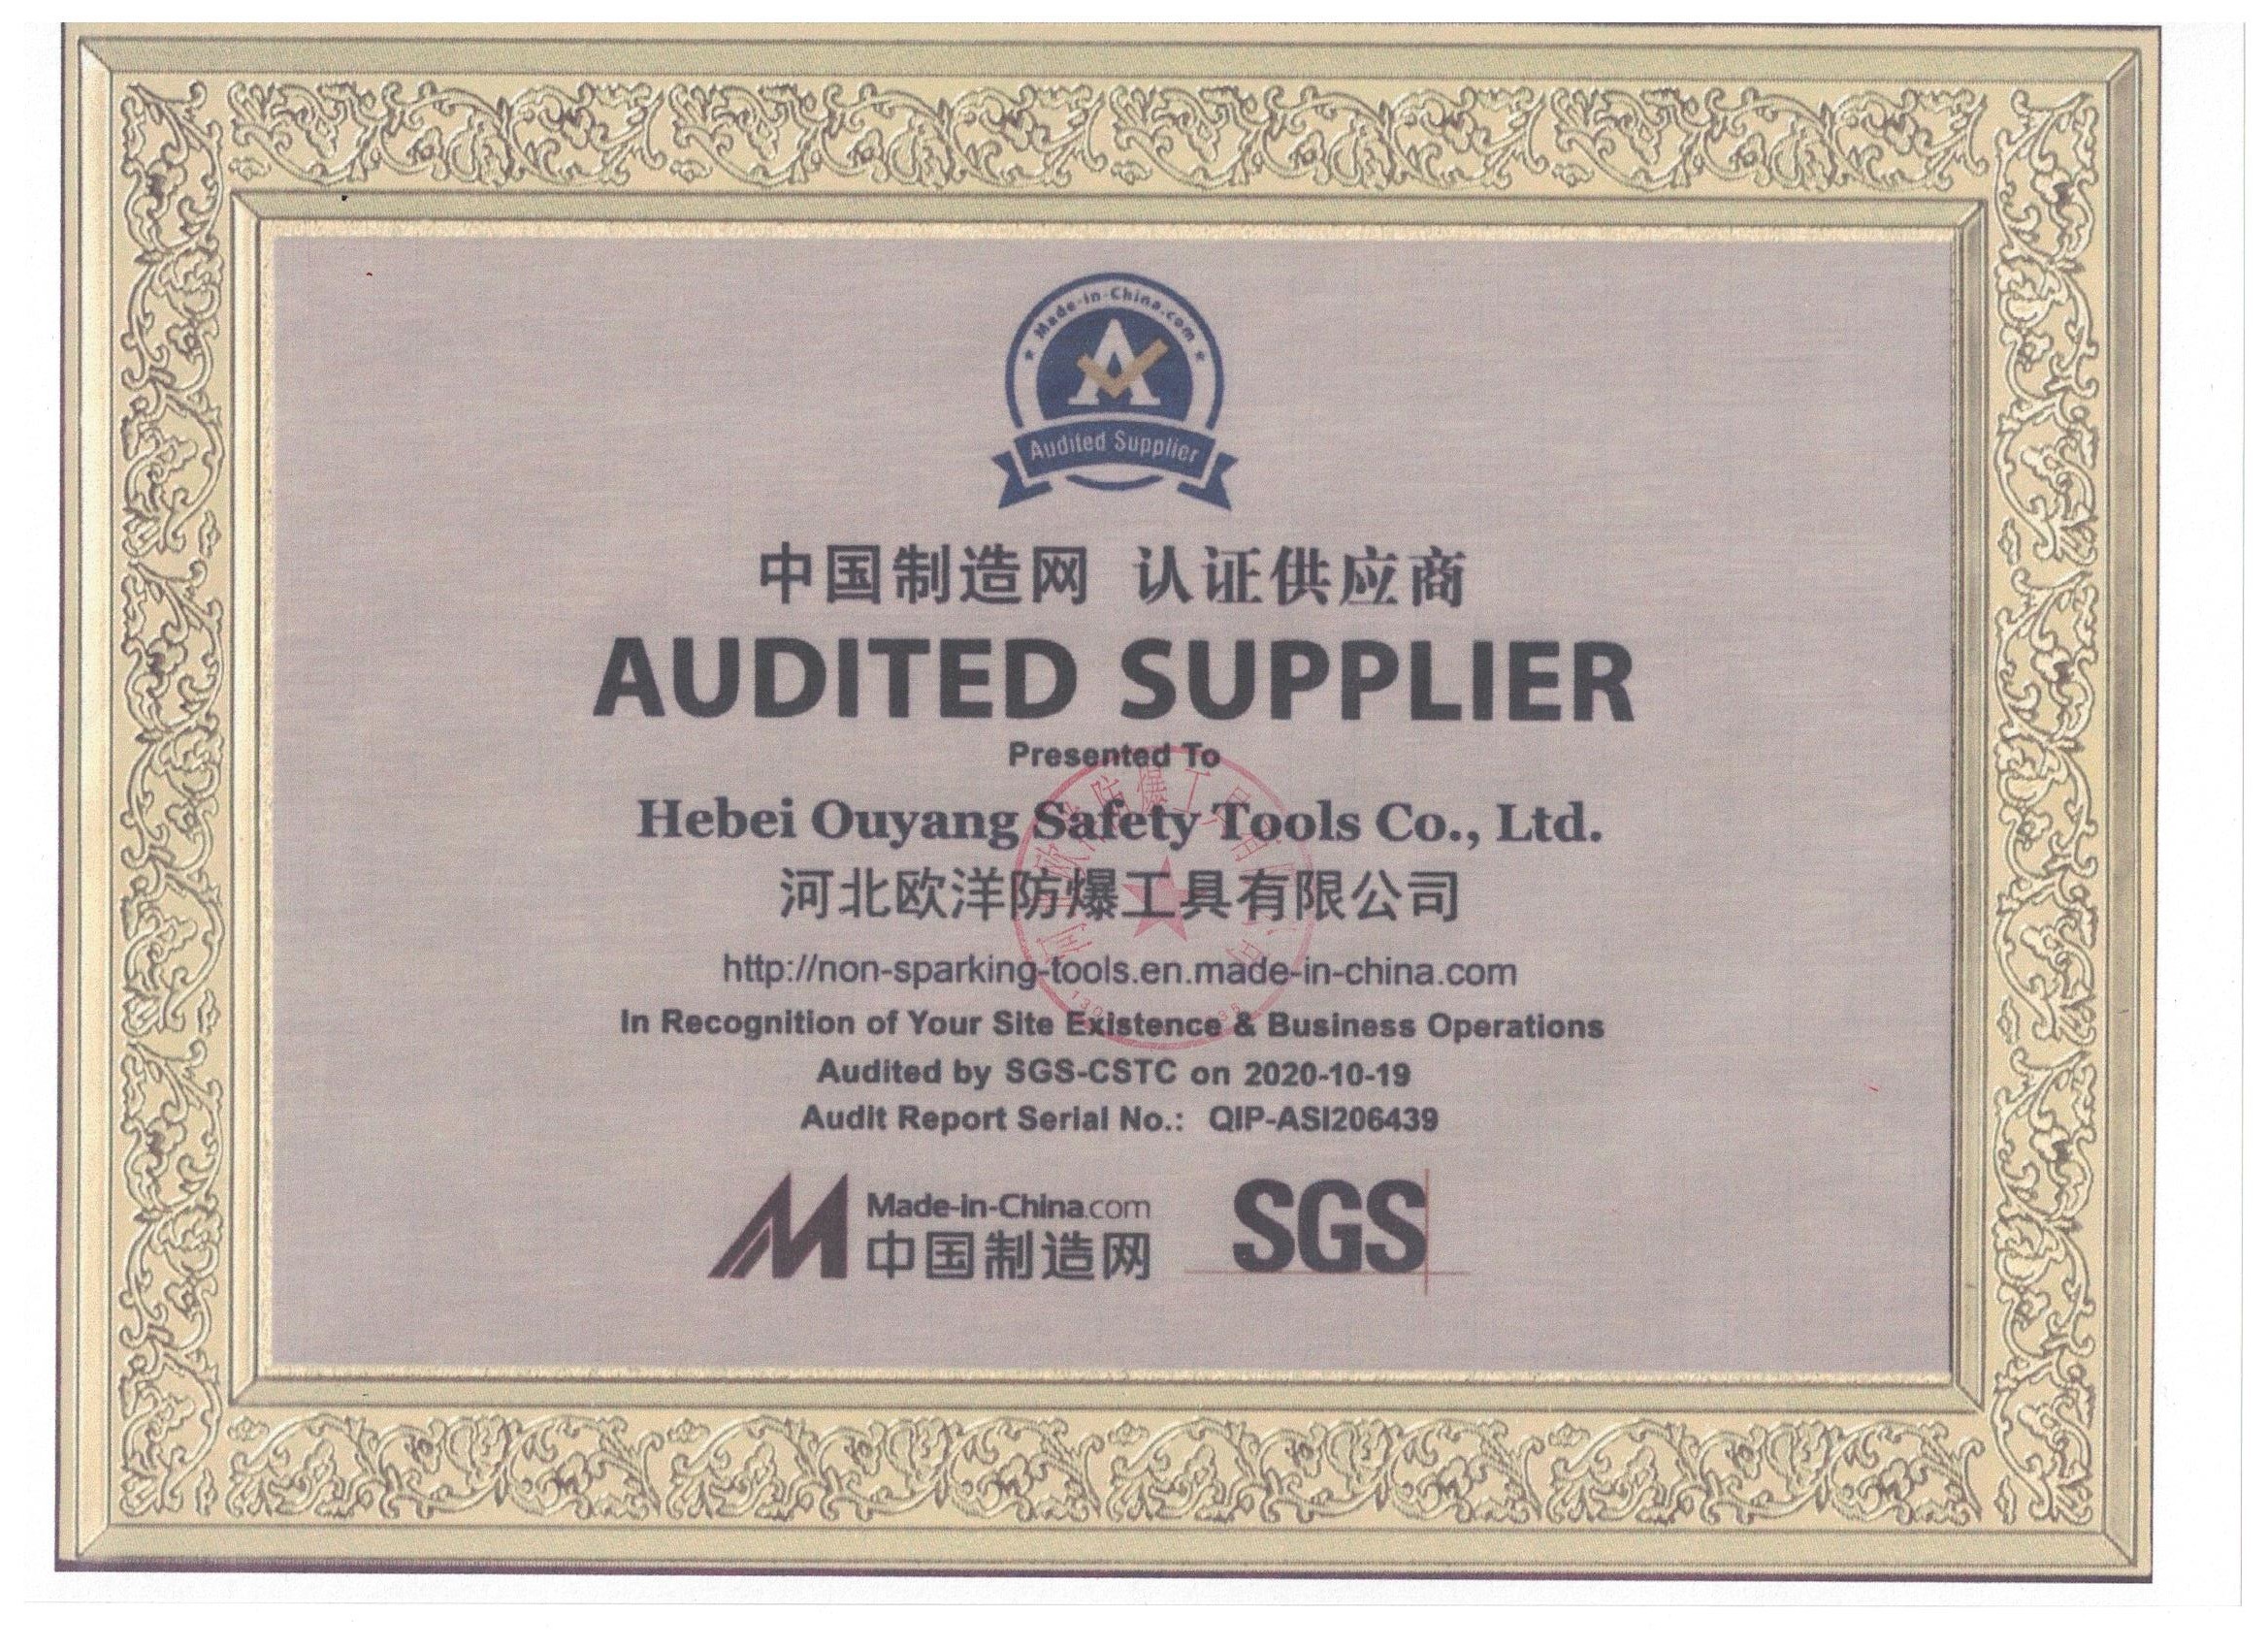 Made-in-China.com
A
Audited Supplier
中国制造网 认证供应商
AUDITED SUPPLIER
Presented To
Hebei Ouyang Safety Tools Co., Ltd.
河北欧洋防爆工具有限公司
http://non-sparking-tools.en.made-in-china.com
In Recognition of Your Site Existence & Business Operations
Audited by SGS-CSTC on 2020-10-19
Audit Report Serial No.: QIP-ASI206439
Made-in-China.com
中国制造网
SGS